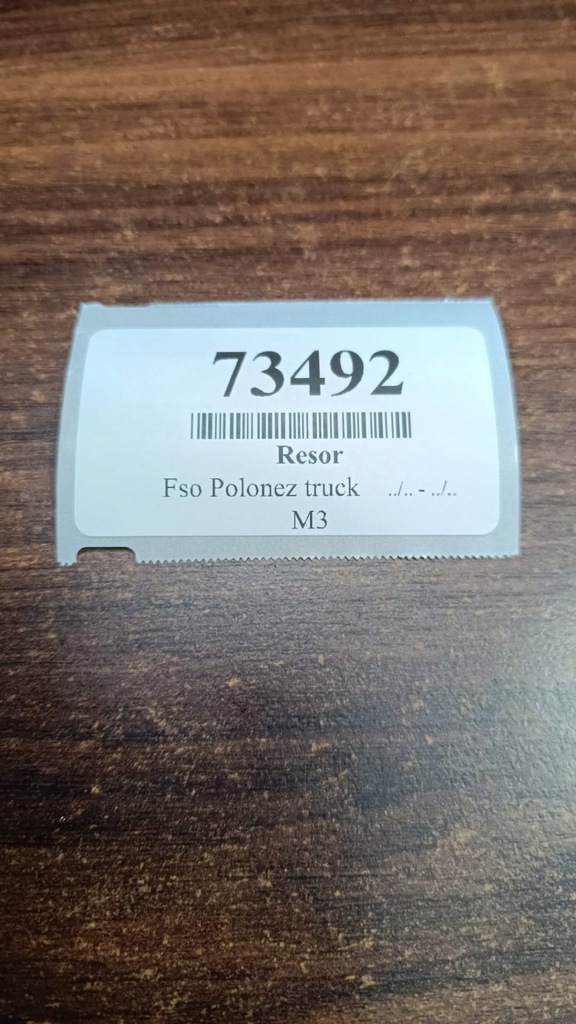 73492
Resor
Fso Polonez truck ../.. - ../..
M3